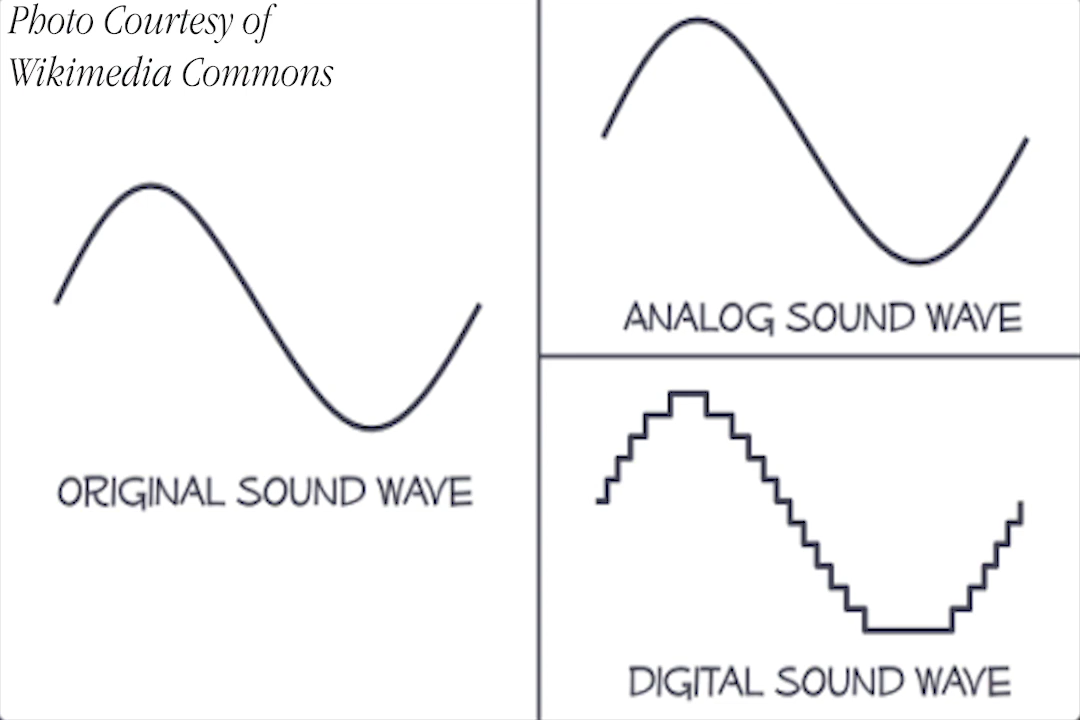 Photo Courtesy of
Wikimedia Commons
ORIGINAL SOUND WAVE
ANALOG SOUND WAVE
DIGITAL SOUND WAVE